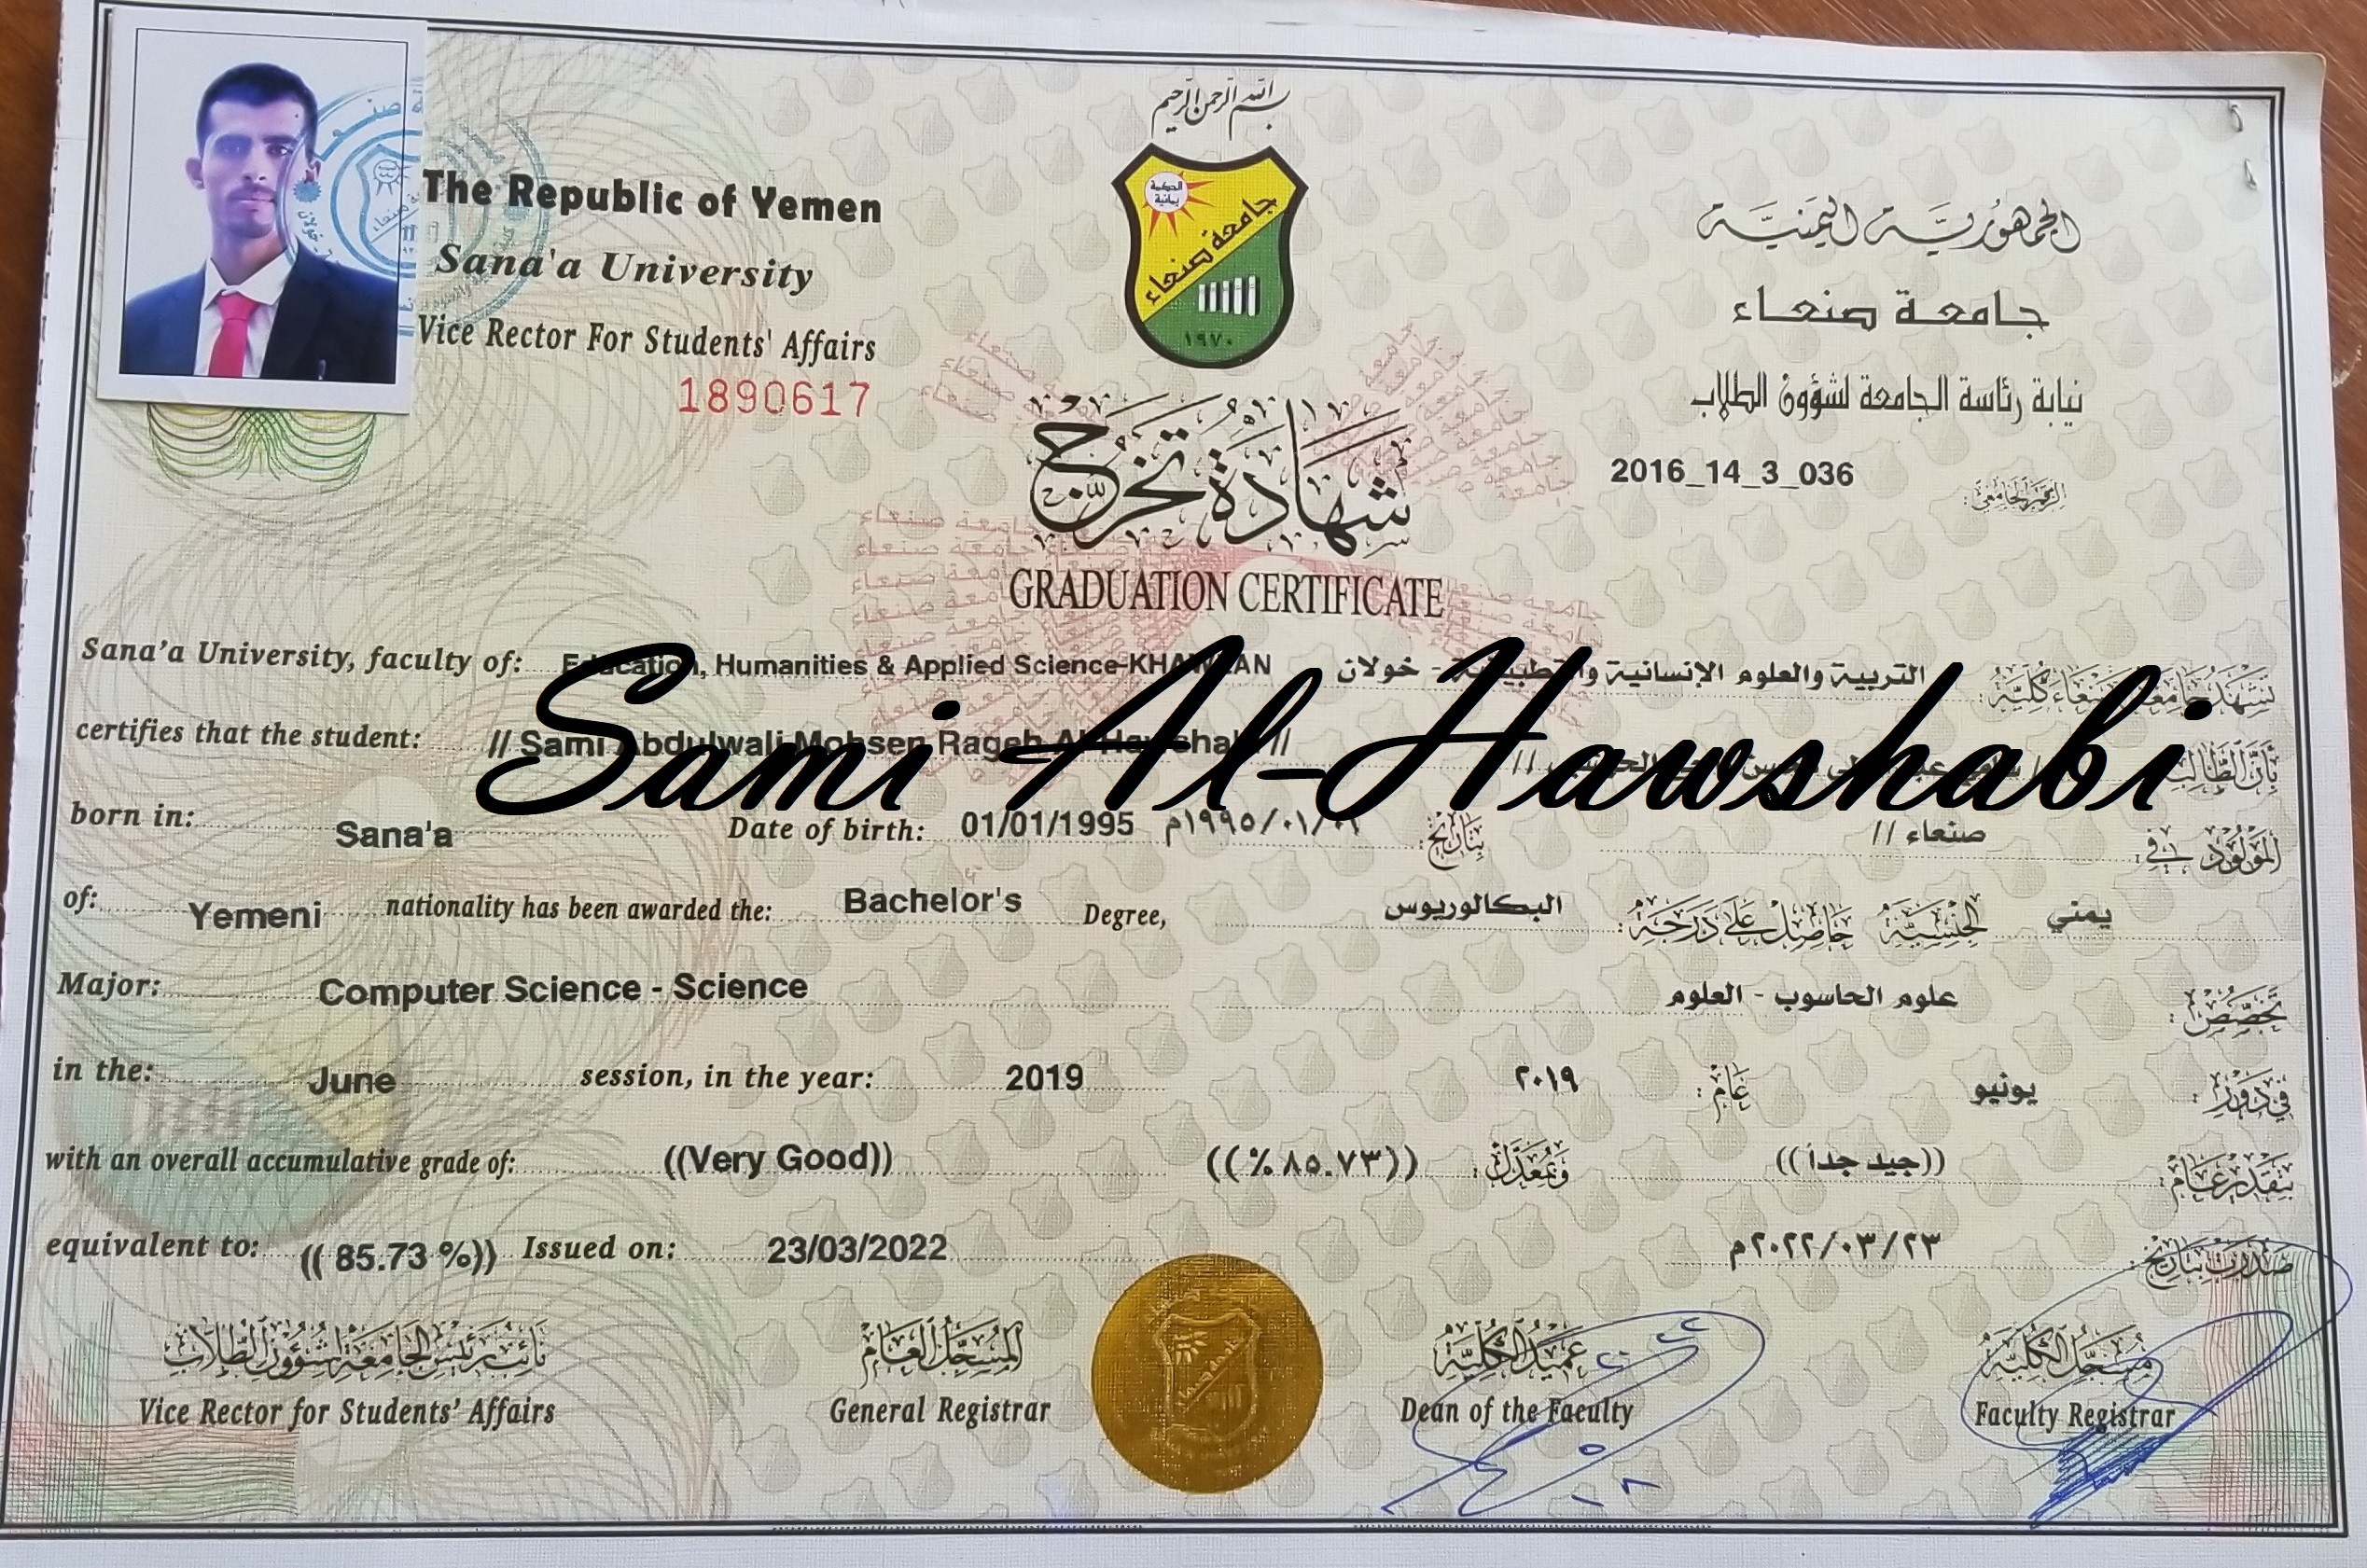 بسم الله الرحمن الرحيم
The Republic of Yemen
Sana'a University
Vice Rector For Students' Affairs
1890617
الحكمة يمانية
جامعة صنعاء
١٩٧٠
الجمهورية اليمنية
جامعة صنعاء
نيابة رئاسة الجامعة لشؤون الطلاب
الرقم الجامعي: 2016_14_3_036
شهادة تخرج
GRADUATION CERTIFICATE
Sana'a University, faculty of: Education, Humanities & Applied Science-KHAWLAN
تشهد جامعة صنعاء كلية: التربية والعلوم الإنسانية والتطبيقية - خولان
Sami Al-Hawshabi
certifies that the student: // Sami Abdulwali Mohsen Rageh Al-Hawshabi //
بأن الطالب: //
born in: Sana'a Date of birth: 01/01/1995
المولود في: صنعاء // بتاريخ: ١٩٩٥/٠١/٠١م
of: Yemeni nationality has been awarded the: Bachelor's Degree,
يمني الجنسية حاصل على درجة: البكالوريوس
Major: Computer Science - Science
تخصص: علوم الحاسوب - العلوم
in the: June session, in the year: 2019
في دور: يونيو عام: ٢٠١٩
with an overall accumulative grade of: ((Very Good))
بتقدير عام: ((جيد جداً)) وبمعدل: ((٨٥.٧٣ %))
equivalent to: (( 85.73 %)) Issued on: 23/03/2022
صدرت بتاريخ: ٢٠٢٢/٠٣/٢٣م
نائب رئيس الجامعة لشؤون الطلاب
Vice Rector for Students' Affairs
المسجل العام
General Registrar
عميد الكلية
Dean of the Faculty
مسجل الكلية
Faculty Registrar